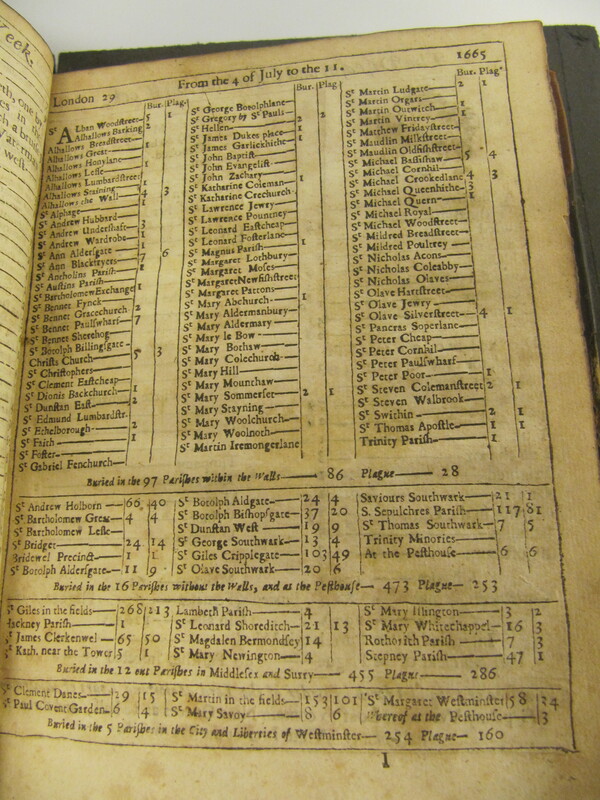 eek.
London 29 From the 4 of July to the 11. 1665
Bur. Plag.
St ALban Woodstreet
Alhallows Barking
Alhallows Breadstreet
Alhallows Great
Alhallows Honylane
Alhallows Lesse
Alhallows Lumbardstreet
Alhallows Staining
Alhallows the Wall
St Alphage
St Andrew Hubbard
St Andrew Undershaft
St Andrew Wardrobe
St Ann Aldersgate
St Ann Blackfryers
St Antholins Parish
St Austins Parish
St Bartholomew Exchange
St Bennet Fynck
St Bennet Gracechurch
St Bennet Paulswharf
St Bennet Sherehog
St Botolph Billingsgate
Christs Church
St Christophers
St Clement Eastcheap
St Dionis Backchurch
St Dunstan East
St Edmund Lumbardstr.
St Ethelborough
St Faith
St Foster
St Gabriel Fenchurch
Bur. Plag.
St George Botolphlane
St Gregory by St Pauls
St Hellen
St James Dukes place
St James Garlickhithe
St John Baptist
St John Evangelist
St John Zachary
St Katharine Coleman
St Katharine Crechurch
St Lawrence Jewry
St Lawrence Pountney
St Leonard Eastcheap
St Leonard Fosterlane
St Magnus Parish
St Margaret Lothbury
St Margaret Moses
St Margaret Newfishstreet
St Margaret Pattons
St Mary Abchurch
St Mary Aldermanbury
St Mary Aldermary
St Mary le Bow
St Mary Bothaw
St Mary Colechurch
St Mary Hill
St Mary Mounthaw
St Mary Sommerset 2 1
St Mary Stayning
St Mary Woolchurch
St Mary Woolnoth
St Martin Iremongerlane
Bur. Plag.
St Martin Ludgate 2 1
St Martin Orgars
St Martin Outwitch
St Martin Vintrey
St Matthew Fridaystreet
St Maudlin Milkstreet
St Maudlin Oldfishstreet
St Michael Bassishaw 5 4
St Michael Cornhil
St Michael Crookedlane 4 3
St Michael Queenhithe
St Michael Quern
St Michael Royal
St Michael Woodstreet
St Mildred Breadstreet
St Mildred Poultrey
St Nicholas Acons
St Nicholas Coleabby
St Nicholas Olaves
St Olave Hartstreet
St Olave Jewry
St Olave Silverstreet 4 1
St Pancras Soperlane
St Peter Cheap
St Peter Cornhil
St Peter Paulswharf
St Peter Poor
St Steven Colemanstreet 2 1
St Steven Walbrook
St Swithin 2 1
St Thomas Apostle 1 1
Trinity Parish
Buried in the 97 Parishes within the Walls 86 Plague 28
St Andrew Holborn 66 40
St Bartholomew Great 4 4
St Bartholomew Lesse
St Bridget 24 14
Bridewel Precinct 1 1
St Botolph Aldersgate 11 9
St Botolph Aldgate 24 4
St Botolph Bishopsgate 37 20
St Dunstan West 19 9
St George Southwark 13 4
St Giles Cripplegate 103 49
St Olave Southwark 20 6
Saviours Southwark 21 1
S. Sepulchres Parish 117 81
St Thomas Southwark 7 5
Trinity Minories
At the Pesthouse 6 6
Buried in the 16 Parishes without the Walls, and at the Pesthouse 473 Plague 253
St Giles in the fields 268 213
Hackney Parish 1
St James Clerkenwel 65 50
St Kath. near the Tower 5 1
Lambeth Parish 4
St Leonard Shoreditch 21 13
St Magdalen Bermondsey 14
St Mary Newington 4
St Mary Islington 3 2
St Mary Whitechappel 16 3
Rothorith Parish 7 3
Stepney Parish 47 1
Buried in the 12 out Parishes in Middlesex and Surry 455 Plague 286
St Clement Danes 29 15
St Paul Covent Garden 6 4
St Martin in the fields 153 101
St Mary Savoy 8 6
St Margaret Westminster 58 34
Whereof at the Pesthouse 3
Buried in the 5 Parishes in the City and Liberties of Westminster 254 Plague 160